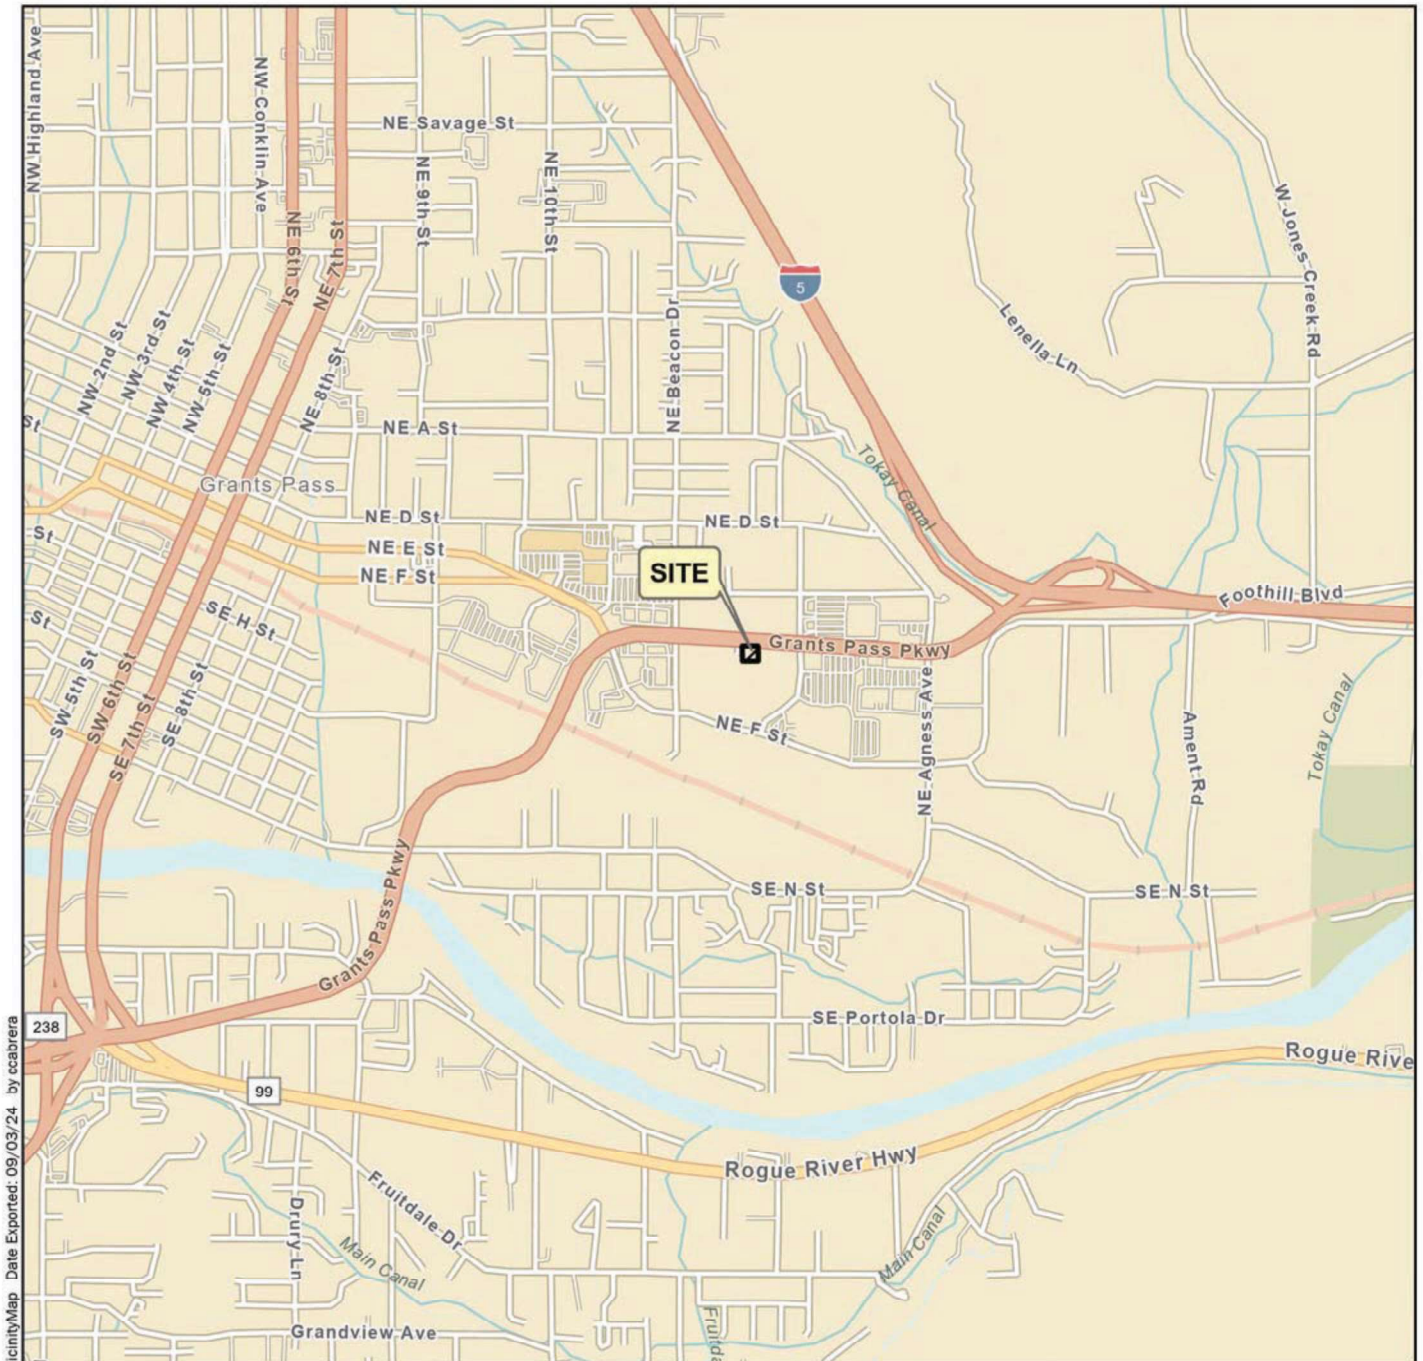 NW Highland Ave
NW Conklin Ave
NE 6th St
NE 7th St
NE Savage St
NE 9th St
NE 10th St
5
W Jones Creek Rd
Lenella Ln
NE Beacon Dr
NW 2nd St
NW 3rd St
NW 4th St
NW 5th St
NE 8th St
St
NE A St
Tokay Canal
Grants Pass
NE D St
NE D St
St
NE E St
NE F St
SITE
Foothill Blvd
SE H St
St
Grants Pass Pkwy
SW 5th St
SW 6th St
SE 7th St
SE 8th St
NE F St
NE Agness Ave
Ament Rd
Tokay Canal
Grants Pass Pkwy
SE N St
SE N St
238
SE Portola Dr
Rogue Rive
99
Rogue River Hwy
Fruitdale Dr
Drury Ln
Main Canal
Main Canal
Fruitda
Grandview Ave
icinityMap Date Exported: 09/03/24 by ccabrera